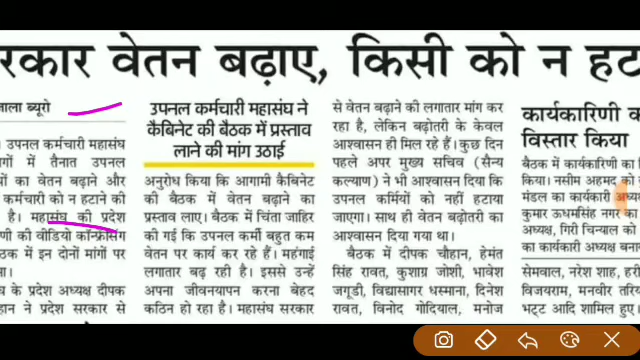 रकार वेतन बढ़ाए, किसी को न हट
ाला ब्यूरो
। उपनल कर्मचारी महासंघ
ागों में तैनात उपनल
यों का वेतन बढ़ाने और
कर्मचारी को न हटाने की
है। महासंघ की प्रदेश
णी की वीडियो कॉन्फ्रेंसिंग
ठक में इन दोनों मांगों पर
घ के प्रदेश अध्यक्ष दीपक
हान ने प्रदेश सरकार से
उपनल कर्मचारी महासंघ ने
कैबिनेट की बैठक में प्रस्ताव
लाने की मांग उठाई
अनुरोध किया कि आगामी कैबिनेट
की बैठक में वेतन बढ़ाने का
प्रस्ताव लाए। बैठक में चिंता जाहिर
की गई कि उपनल कर्मी बहुत कम
वेतन पर कार्य कर रहे हैं। महंगाई
लगातार बढ़ रही है। इससे उन्हें
अपना जीवनयापन करना बेहद
कठिन हो रहा है। महासंघ सरकार
से वेतन बढ़ाने की लगातार मांग कर
रहा है, लेकिन बढ़ोतरी के केवल
आश्वासन ही मिल रहे हैं। कुछ दिन
पहले अपर मुख्य सचिव (सैन्य
कल्याण) ने भी आश्वासन दिया कि
उपनल कर्मियों को नहीं हटाया
जाएगा। साथ ही वेतन बढ़ोतरी का
आश्वासन दिया गया था।
बैठक में दीपक चौहान, हेमंत
सिंह रावत, कुशाग्र जोशी, भावेश
जगूडी, विद्यासागर धस्माना, दिनेश
रावत, विनोद गोदियाल, मनोज
कार्यकारिणी क
विस्तार किया
बैठक में कार्यकारिणी का
किया। नसीम अहमद को
मंडल का कार्यकारी अध्य
कुमार ऊधमसिंह नगर
अध्यक्ष, गिरी चिन्याल को
का कार्यकारी अध्यक्ष बना
सेमवाल, नरेश शाह, हरी
विजयराम, मनवीर तरि
भट्ट आदि शामिल हुए।